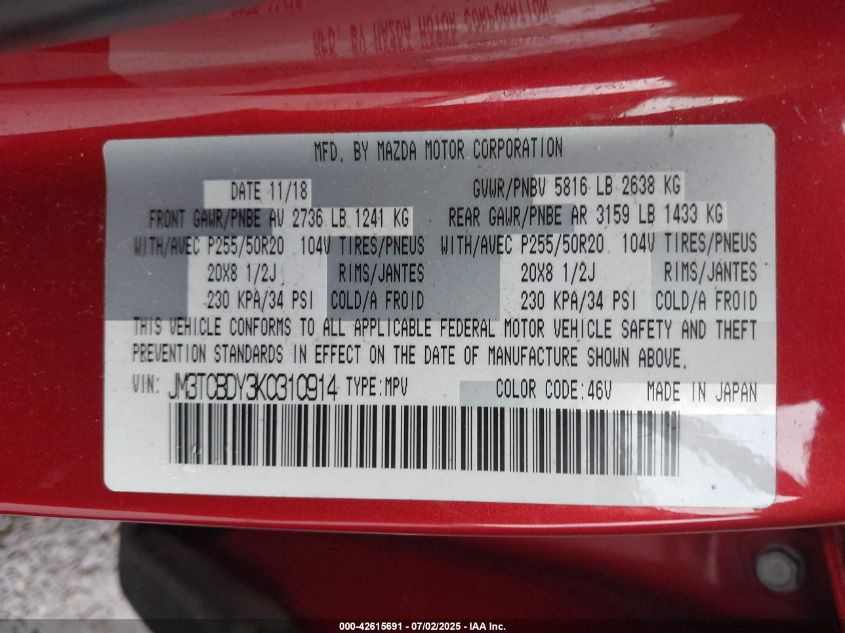 MFD. BY MAZDA MOTOR CORPORATION
DATE 11/18 GVWR/PNBV 5816 LB 2638 KG
FRONT GAWR/PNBE AV 2736 LB 1241 KG REAR GAWR/PNBE AR 3159 LB 1433 KG
WITH/AVEC P255/50R20 104V TIRES/PNEUS WITH/AVEC P255/50R20 104V TIRES/PNEUS
20X8 1/2J RIMS/JANTES 20X8 1/2J RIMS/JANTES
230 KPA/34 PSI COLD/A FROID 230 KPA/34 PSI COLD/A FROID
THIS VEHICLE CONFORMS TO ALL APPLICABLE FEDERAL MOTOR VEHICLE SAFETY AND THEFT
PREVENTION STANDARDS IN EFFECT ON THE DATE OF MANUFACTURE SHOWN ABOVE.
VIN: JM3TCBDY3K0310914 TYPE:MPV COLOR CODE:46V MADE IN JAPAN
000-42615691 - 07/02/2025 - IAA Inc.